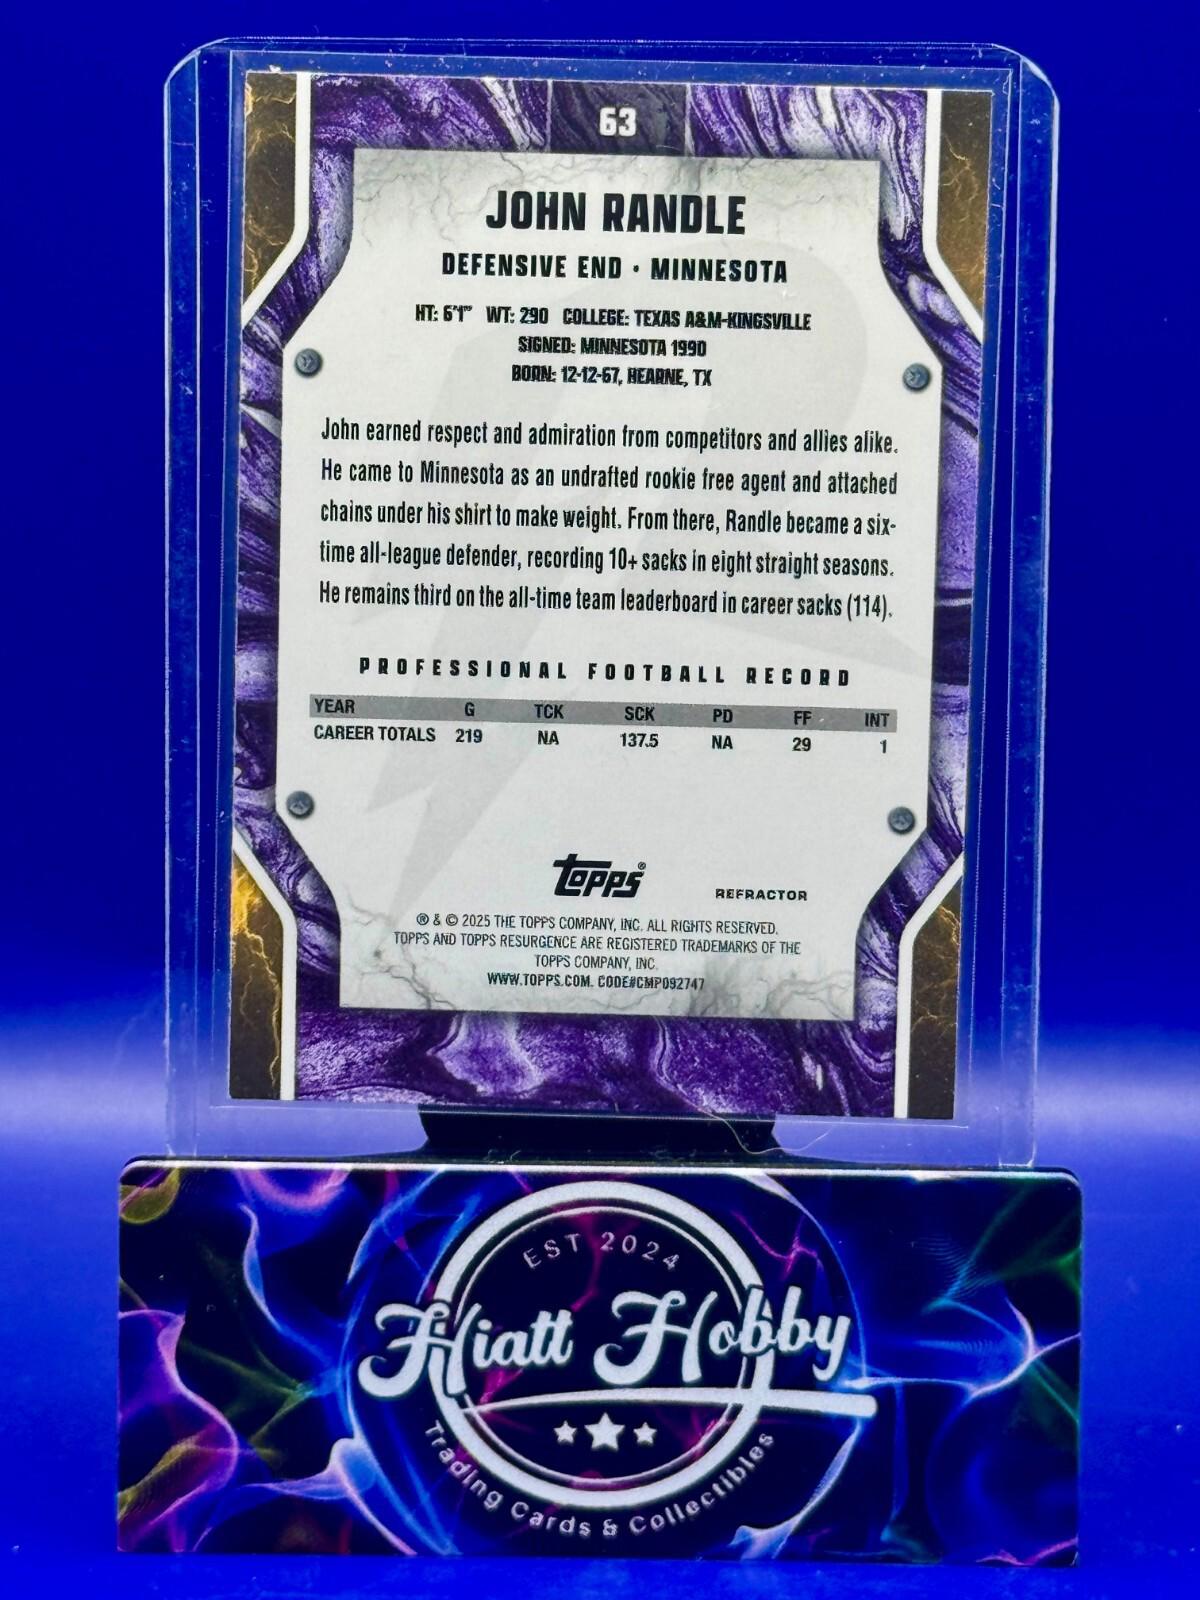 63
JOHN RANDLE
DEFENSIVE END • MINNESOTA
HT: 6'1" WT: 290 COLLEGE: TEXAS A&M-KINGSVILLE
SIGNED: MINNESOTA 1990
BORN: 12-12-67, HEARNE, TX
John earned respect and admiration from competitors and allies alike.
He came to Minnesota as an undrafted rookie free agent and attached
chains under his shirt to make weight. From there, Randle became a six-
time all-league defender, recording 10+ sacks in eight straight seasons.
He remains third on the all-time team leaderboard in career sacks (114).
PROFESSIONAL FOOTBALL RECORD
YEAR G TCK SCK PD FF INT
CAREER TOTALS 219 NA 137.5 NA 29 1
topps®
REFRACTOR
® & © 2025 THE TOPPS COMPANY, INC. ALL RIGHTS RESERVED.
TOPPS AND TOPPS RESURGENCE ARE REGISTERED TRADEMARKS OF THE
TOPPS COMPANY, INC.
WWW.TOPPS.COM. CODE#CMP092747
EST 2024
Hiatt Hobby
Trading Cards & Collectibles